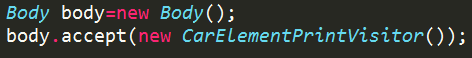 Body body=new Body();
body.accept(new CarElementPrintVisitor());